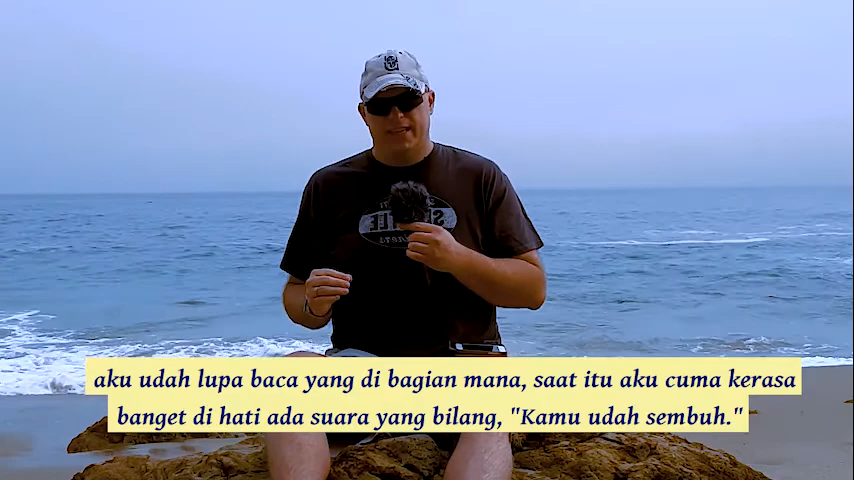 aku udah lupa baca yang di bagian mana, saat itu aku cuma kerasa
banget di hati ada suara yang bilang, "Kamu udah sembuh."